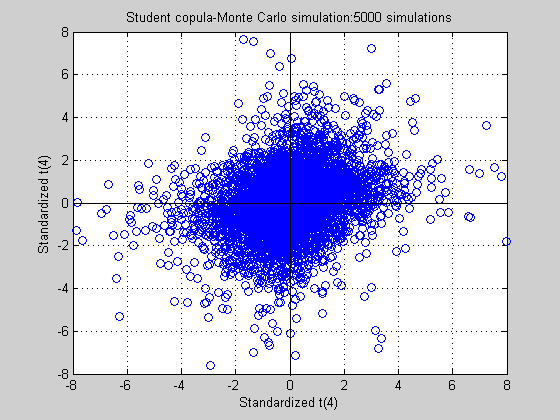 Student copula-Monte Carlo simulation:5000 simulations
8
6
4
2
0
-2
-4
-6
-8
Standardized t(4)
-8 -6 -4 -2 0 2 4 6 8
Standardized t(4)